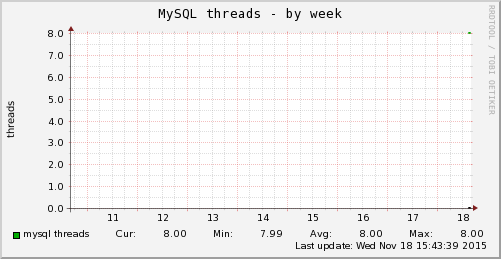 MySQL threads - by week
RRDTOOL / TOBI OETIKER
threads
8.0
7.0
6.0
5.0
4.0
3.0
2.0
1.0
0.0
11 12 13 14 15 16 17 18
mysql threads Cur: 8.00 Min: 7.99 Avg: 8.00 Max: 8.00
Last update: Wed Nov 18 15:43:39 2015